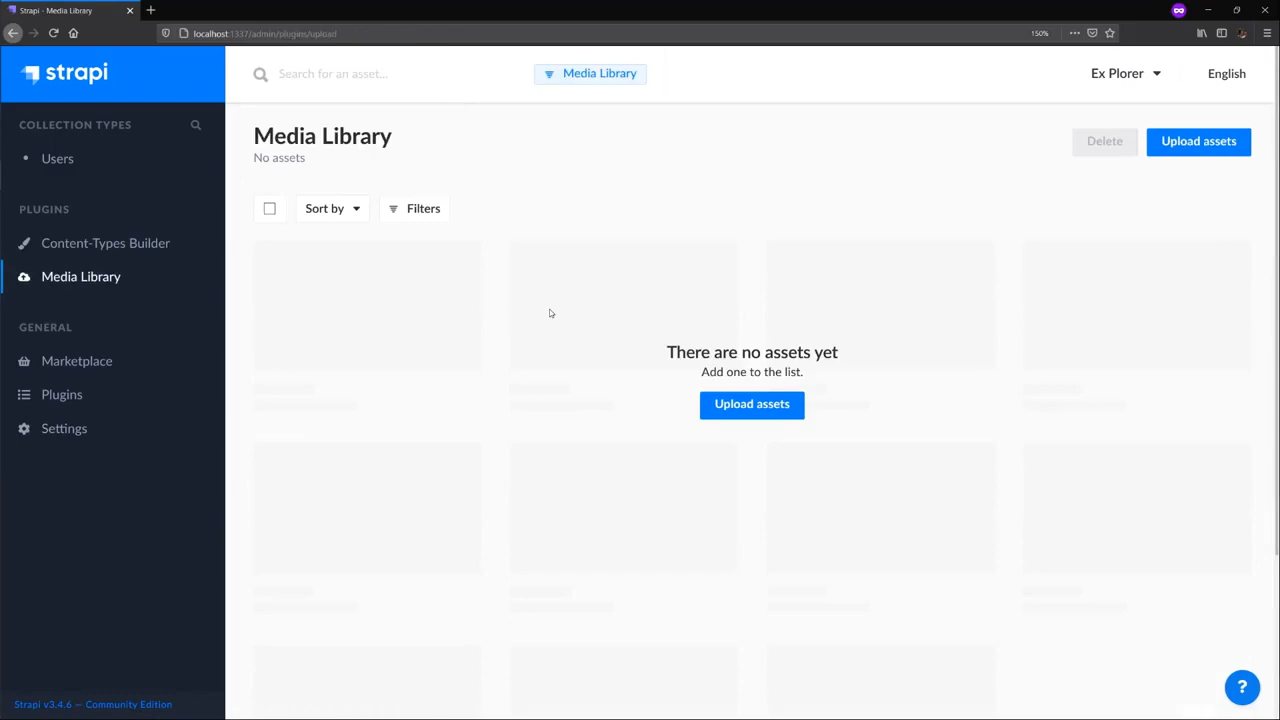 Strapi - Media Library
localhost:1337/admin/plugins/upload
150%
strapi
Search for an asset...
Media Library
Ex Plorer
English
COLLECTION TYPES
Users
PLUGINS
Content-Types Builder
Media Library
GENERAL
Marketplace
Plugins
Settings
Strapi v3.4.6 — Community Edition
Media Library
No assets
Delete
Upload assets
Sort by
Filters
There are no assets yet
Add one to the list.
Upload assets
?